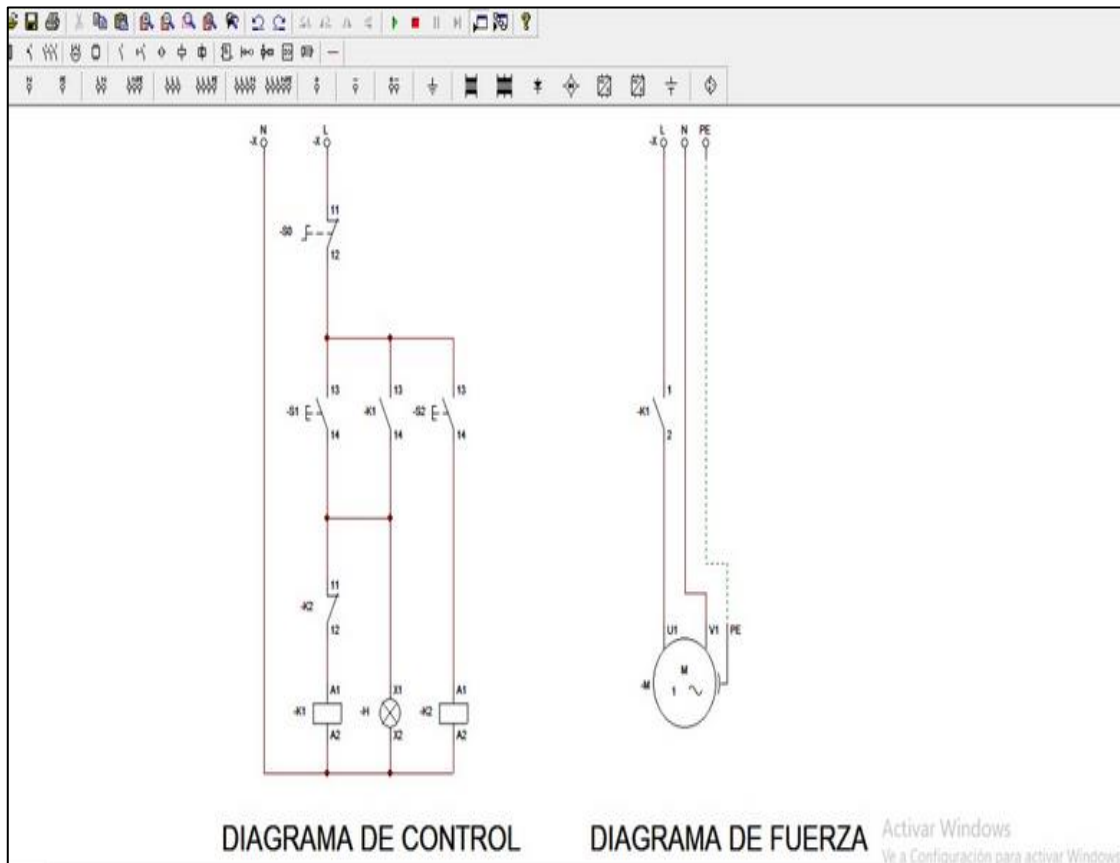 N L
-X
11
-S0
12
13 13 13
-S1 -K1 -S2
14 14 14
11
-K2
12
A1 X1 A1
-K1 -H -K2
A2 X2 A2
L N PE
-X
1
-K1
2
U1 V1 PE
M
-M
1
DIAGRAMA DE CONTROL
DIAGRAMA DE FUERZA
Activar Windows
Ve a Configuración para activar Windows